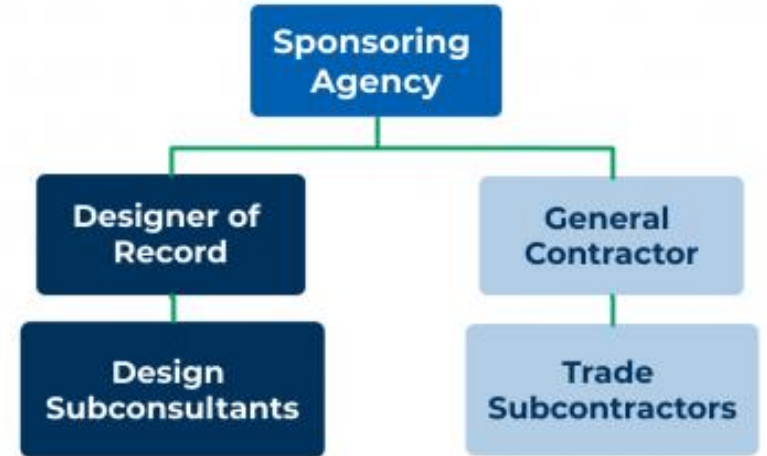 Sponsoring
Agency
Designer of
Record
General
Contractor
Design
Subconsultants
Trade
Subcontractors